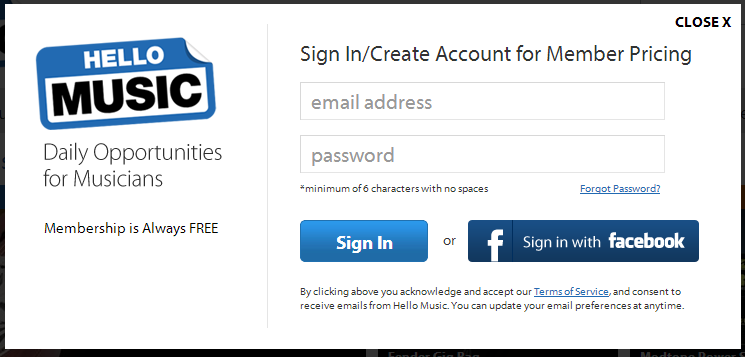 CLOSE X
HELLO
MUSIC
Daily Opportunities
for Musicians
Membership is Always FREE
Sign In/Create Account for Member Pricing
email address
password
*minimum of 6 characters with no spaces
Forgot Password?
Sign In
or
f Sign in with facebook
By clicking above you acknowledge and accept our Terms of Service, and consent to
receive emails from Hello Music. You can update your email preferences at anytime.
Fender Gig Bag